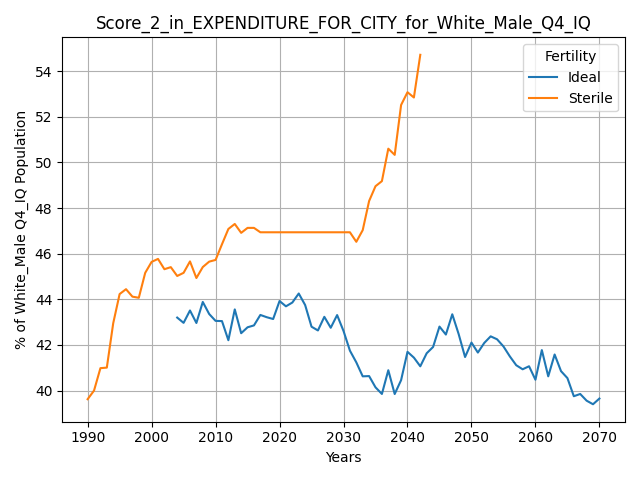 Score_2_in_EXPENDITURE_FOR_CITY_for_White_Male_Q4_IQ
Fertility
Ideal
Sterile
% of White_Male Q4_IQ Population
54
52
50
48
46
44
42
40
1990 2000 2010 2020 2030 2040 2050 2060 2070
Years